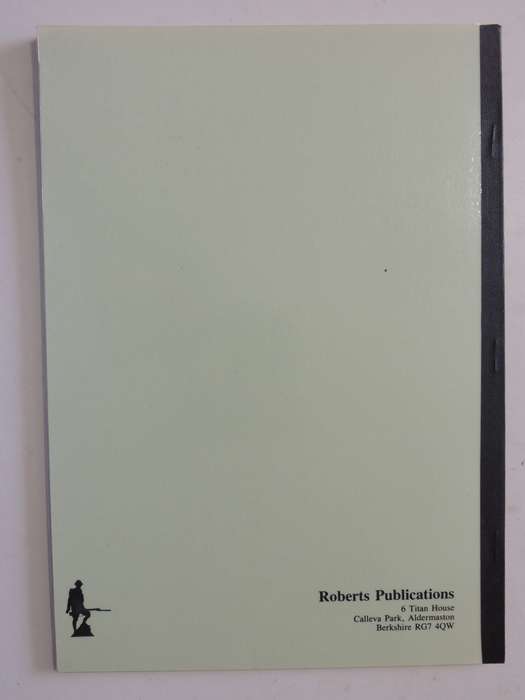 Roberts Publications
6 Titan House
Calleva Park, Aldermaston
Berkshire RG7 4QW